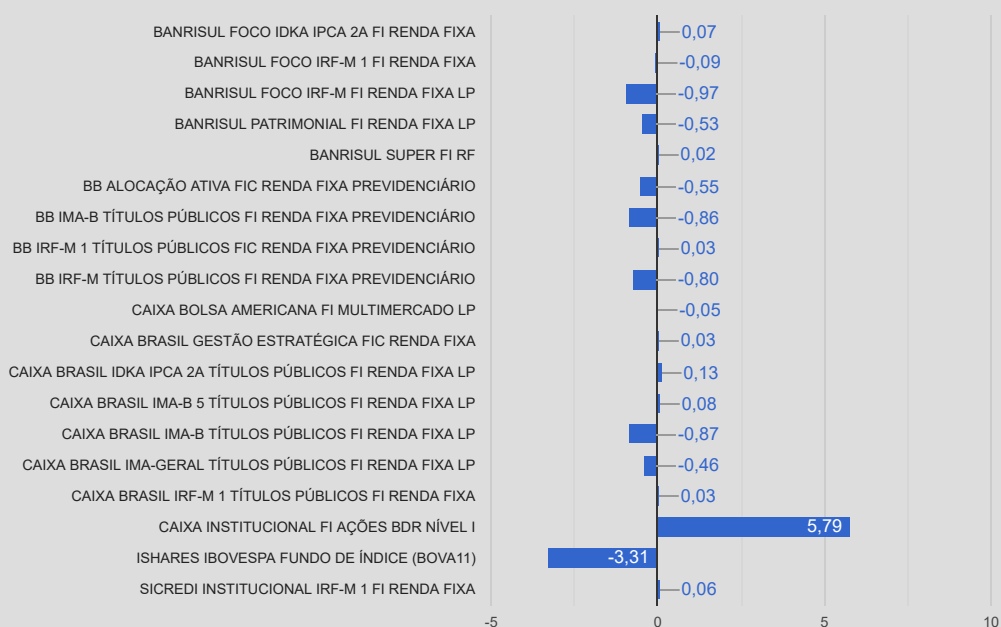 BANRISUL FOCO IDKA IPCA 2A FI RENDA FIXA 0,07
BANRISUL FOCO IRF-M 1 FI RENDA FIXA -0,09
BANRISUL FOCO IRF-M FI RENDA FIXA LP -0,97
BANRISUL PATRIMONIAL FI RENDA FIXA LP -0,53
BANRISUL SUPER FI RF 0,02
BB ALOCAÇÃO ATIVA FIC RENDA FIXA PREVIDENCIÁRIO -0,55
BB IMA-B TÍTULOS PÚBLICOS FI RENDA FIXA PREVIDENCIÁRIO -0,86
BB IRF-M 1 TÍTULOS PÚBLICOS FIC RENDA FIXA PREVIDENCIÁRIO 0,03
BB IRF-M TÍTULOS PÚBLICOS FI RENDA FIXA PREVIDENCIÁRIO -0,80
CAIXA BOLSA AMERICANA FI MULTIMERCADO LP -0,05
CAIXA BRASIL GESTÃO ESTRATÉGICA FIC RENDA FIXA 0,03
CAIXA BRASIL IDKA IPCA 2A TÍTULOS PÚBLICOS FI RENDA FIXA LP 0,13
CAIXA BRASIL IMA-B 5 TÍTULOS PÚBLICOS FI RENDA FIXA LP 0,08
CAIXA BRASIL IMA-B TÍTULOS PÚBLICOS FI RENDA FIXA LP -0,87
CAIXA BRASIL IMA-GERAL TÍTULOS PÚBLICOS FI RENDA FIXA LP -0,46
CAIXA BRASIL IRF-M 1 TÍTULOS PÚBLICOS FI RENDA FIXA 0,03
CAIXA INSTITUCIONAL FI AÇÕES BDR NÍVEL I 5,79
ISHARES IBOVESPA FUNDO DE ÍNDICE (BOVA11) -3,31
SICREDI INSTITUCIONAL IRF-M 1 FI RENDA FIXA 0,06
-5 0 5 10